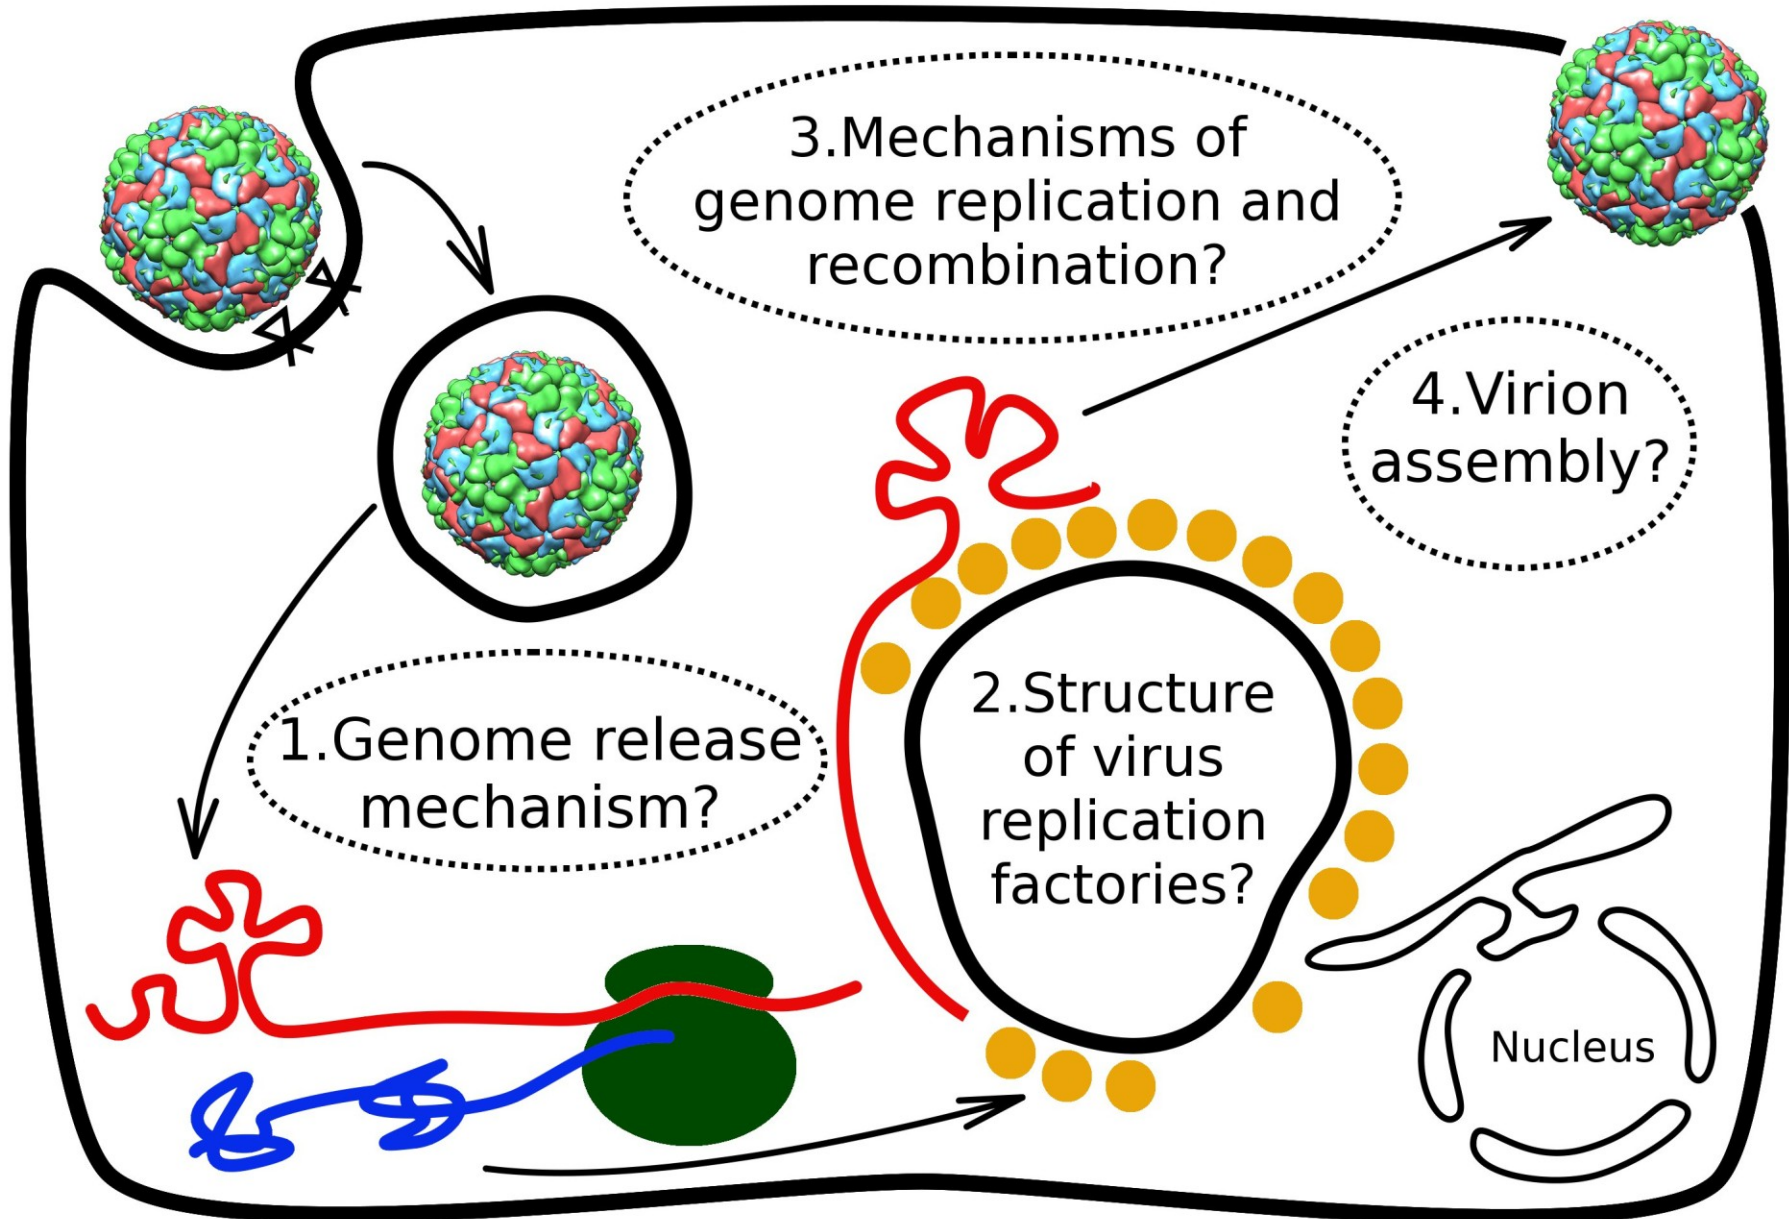 3.Mechanisms of
genome replication and
recombination?
4.Virion
assembly?
1.Genome release
mechanism?
2.Structure
of virus
replication
factories?
Nucleus